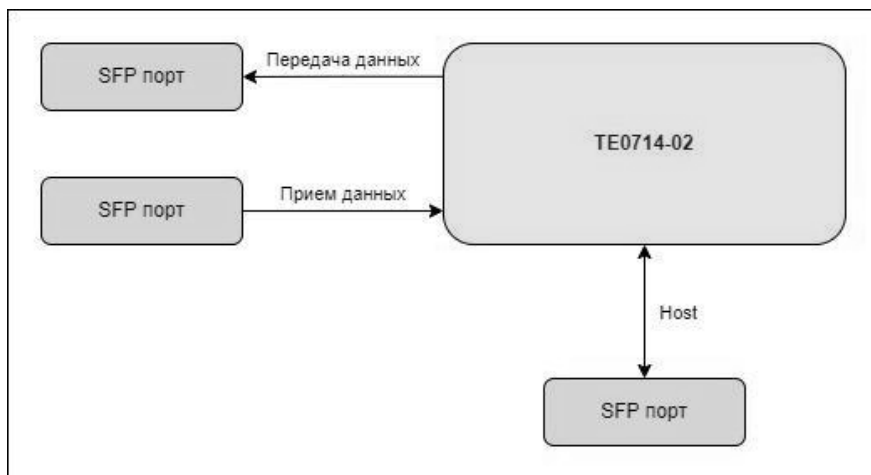 SFP порт
Передача данных
TE0714-02
SFP порт
Прием данных
Host
SFP порт